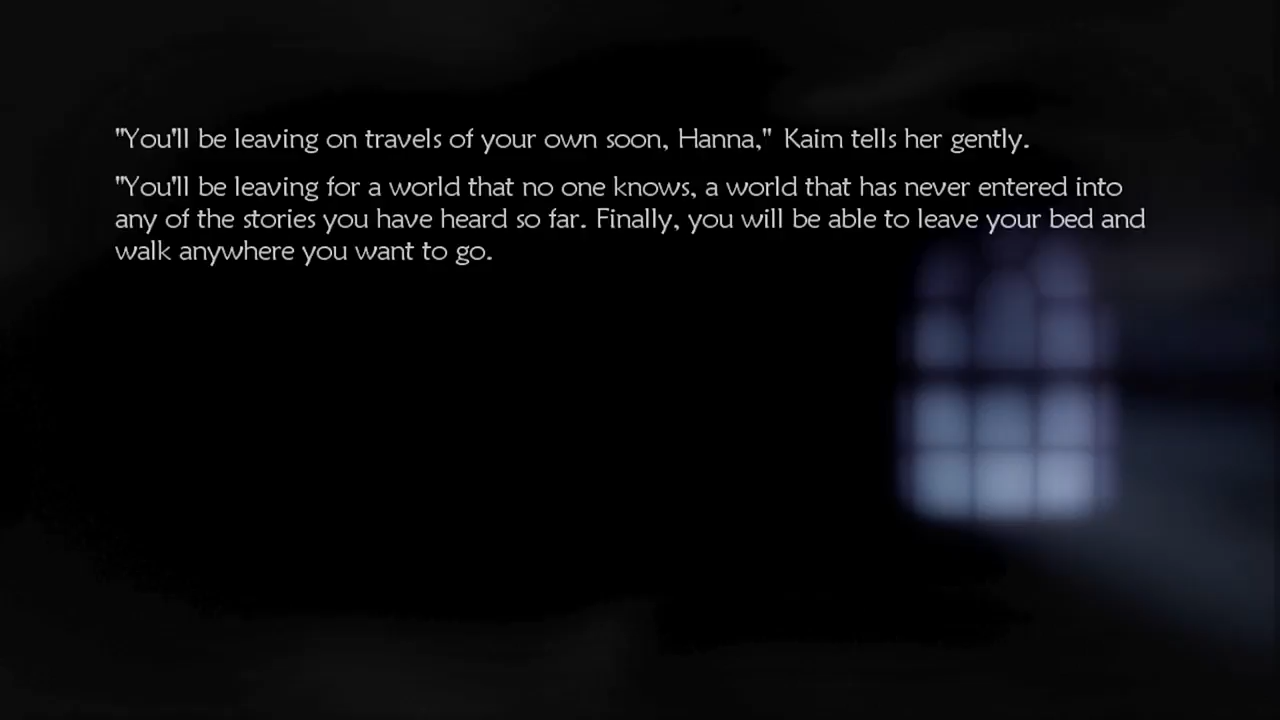 "You'll be leaving on travels of your own soon, Hanna," Kaim tells her gently.
"You'll be leaving for a world that no one knows, a world that has never entered into
any of the stories you have heard so far. Finally, you will be able to leave your bed and
walk anywhere you want to go.